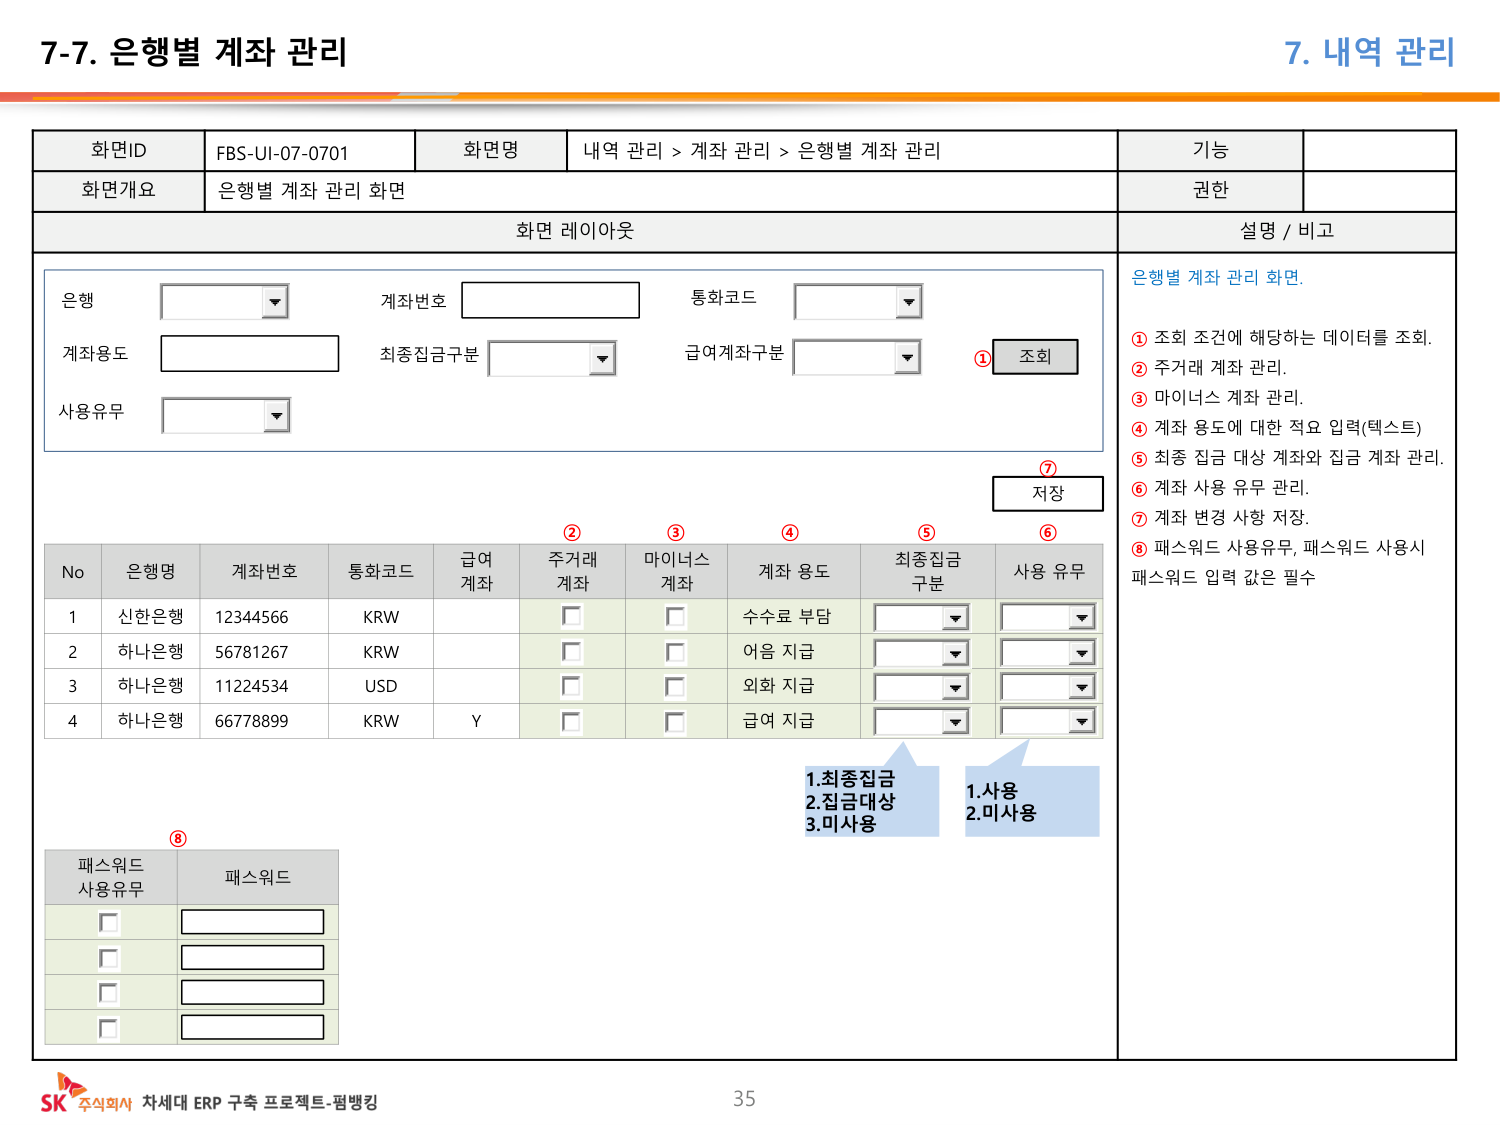 7-7. 은행별 계좌 관리
7. 내역 관리
화면ID FBS-UI-07-0701 화면명 내역 관리 > 계좌 관리 > 은행별 계좌 관리 기능
화면개요 은행별 계좌 관리 화면 권한
화면 레이아웃 설명 / 비고
은행 계좌번호 통화코드
계좌용도 최종집금구분 급여계좌구분 ① 조회
사용유무
⑦
저장
② ③ ④ ⑤ ⑥
No 은행명 계좌번호 통화코드 급여 계좌 주거래 계좌 마이너스 계좌 계좌 용도 최종집금 구분 사용 유무
1 신한은행 12344566 KRW 수수료 부담
2 하나은행 56781267 KRW 어음 지급
3 하나은행 11224534 USD 외화 지급
4 하나은행 66778899 KRW Y 급여 지급
1.최종집금
2.집금대상
3.미사용
1.사용
2.미사용
⑧
패스워드 사용유무 패스워드
은행별 계좌 관리 화면.
① 조회 조건에 해당하는 데이터를 조회.
② 주거래 계좌 관리.
③ 마이너스 계좌 관리.
④ 계좌 용도에 대한 적요 입력(텍스트)
⑤ 최종 집금 대상 계좌와 집금 계좌 관리.
⑥ 계좌 사용 유무 관리.
⑦ 계좌 변경 사항 저장.
⑧ 패스워드 사용유무, 패스워드 사용시
패스워드 입력 값은 필수
SK 주식회사 차세대 ERP 구축 프로젝트-펌뱅킹
35